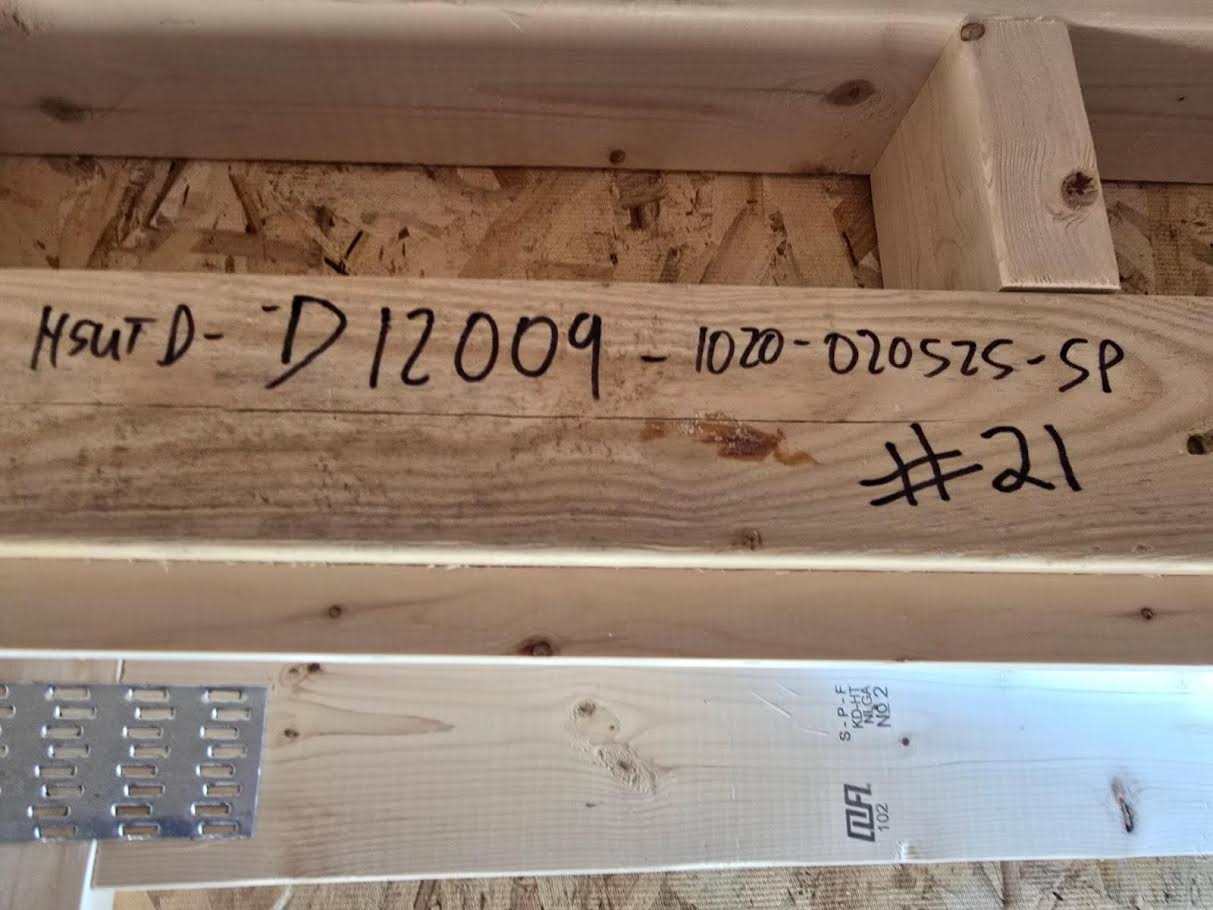 HSUTD--D12009-1020-020525-SP
#21
S-P-F
KD-HT
NLGA
NO 2
102